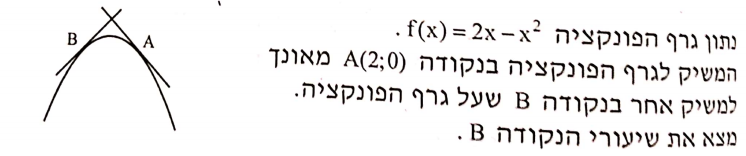 נתון גרף הפונקציה f(x) = 2x – x² .
המשיק לגרף הפונקציה בנקודה A(2;0) מאונך
למשיק אחר בנקודה B שעל גרף הפונקציה.
מצא את שיעורי הנקודה B .
B A